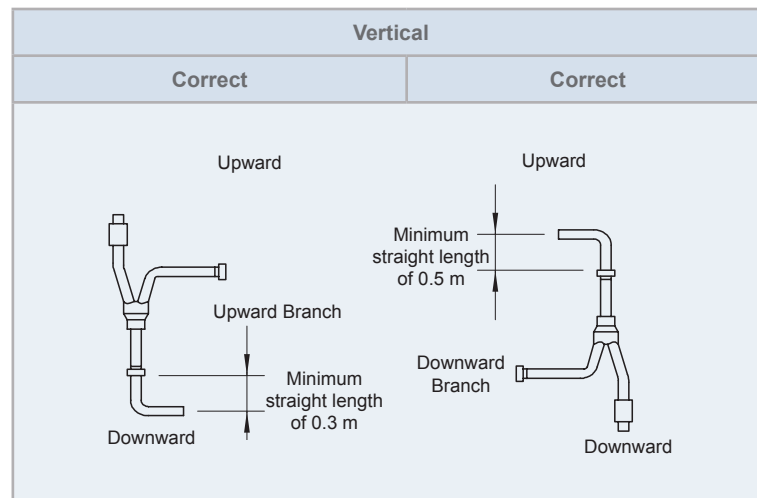 Vertical
Correct
Correct
Upward
Upward Branch
Minimum
straight length
of 0.3 m
Downward
Upward
Minimum
straight length
of 0.5 m
Downward
Branch
Downward